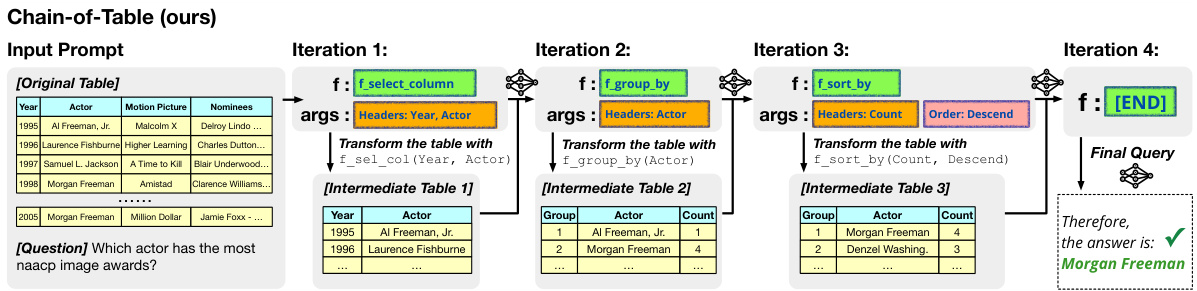 Chain-of-Table (ours)
Input Prompt
[Original Table]
Year Actor Motion Picture Nominees
1995 Al Freeman, Jr. Malcolm X Delroy Lindo ...
1996 Laurence Fishburne Higher Learning Charles Dutton...
1997 Samuel L. Jackson A Time to Kill Blair Underwood...
1998 Morgan Freeman Amistad Clarence Williams...
......
2005 Morgan Freeman Million Dollar Jamie Foxx - ...
[Question] Which actor has the most
naacp image awards?
Iteration 1:
f : f_select_column
args : Headers: Year, Actor
Transform the table with
f_sel_col(Year, Actor)
[Intermediate Table 1]
Year Actor
1995 Al Freeman, Jr.
1996 Laurence Fishburne
... ...
Iteration 2:
f : f_group_by
args : Headers: Actor
Transform the table with
f_group_by(Actor)
[Intermediate Table 2]
Group Actor Count
1 Al Freeman, Jr. 1
2 Morgan Freeman 4
... ... ...
Iteration 3:
f : f_sort_by
args : Headers: Count Order: Descend
Transform the table with
f_sort_by(Count, Descend)
[Intermediate Table 3]
Group Actor Count
1 Morgan Freeman 4
2 Denzel Washing. 3
... ... ...
Iteration 4:
f : [END]
Final Query
Therefore,
the answer is:
Morgan Freeman